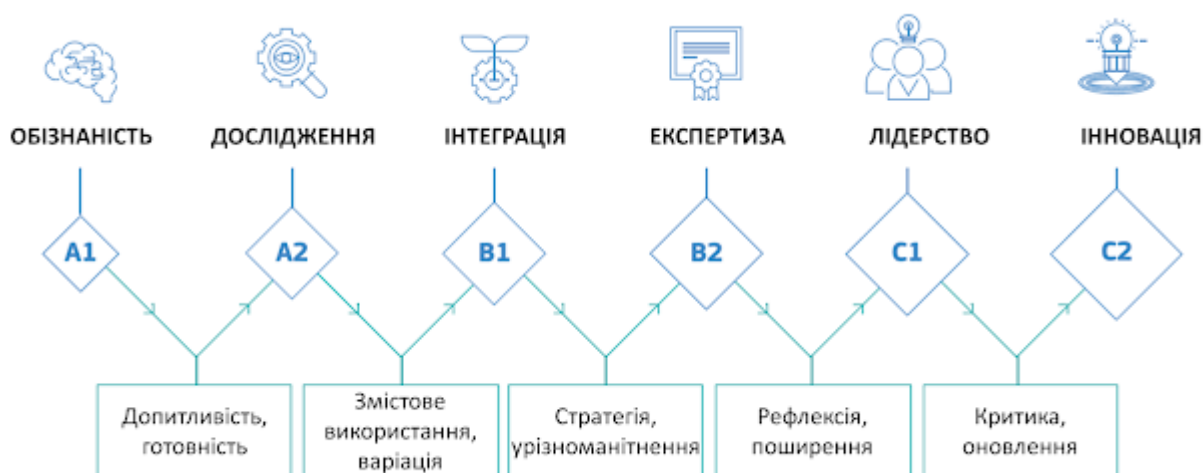 ОБІЗНАНІСТЬ
ДОСЛІДЖЕННЯ
ІНТЕГРАЦІЯ
ЕКСПЕРТИЗА
ЛІДЕРСТВО
ІННОВАЦІЯ
A1
A2
B1
B2
C1
C2
Допитливість,
готовність
Змістове
використання,
варіація
Стратегія,
урізноманітнення
Рефлексія,
поширення
Критика,
оновлення